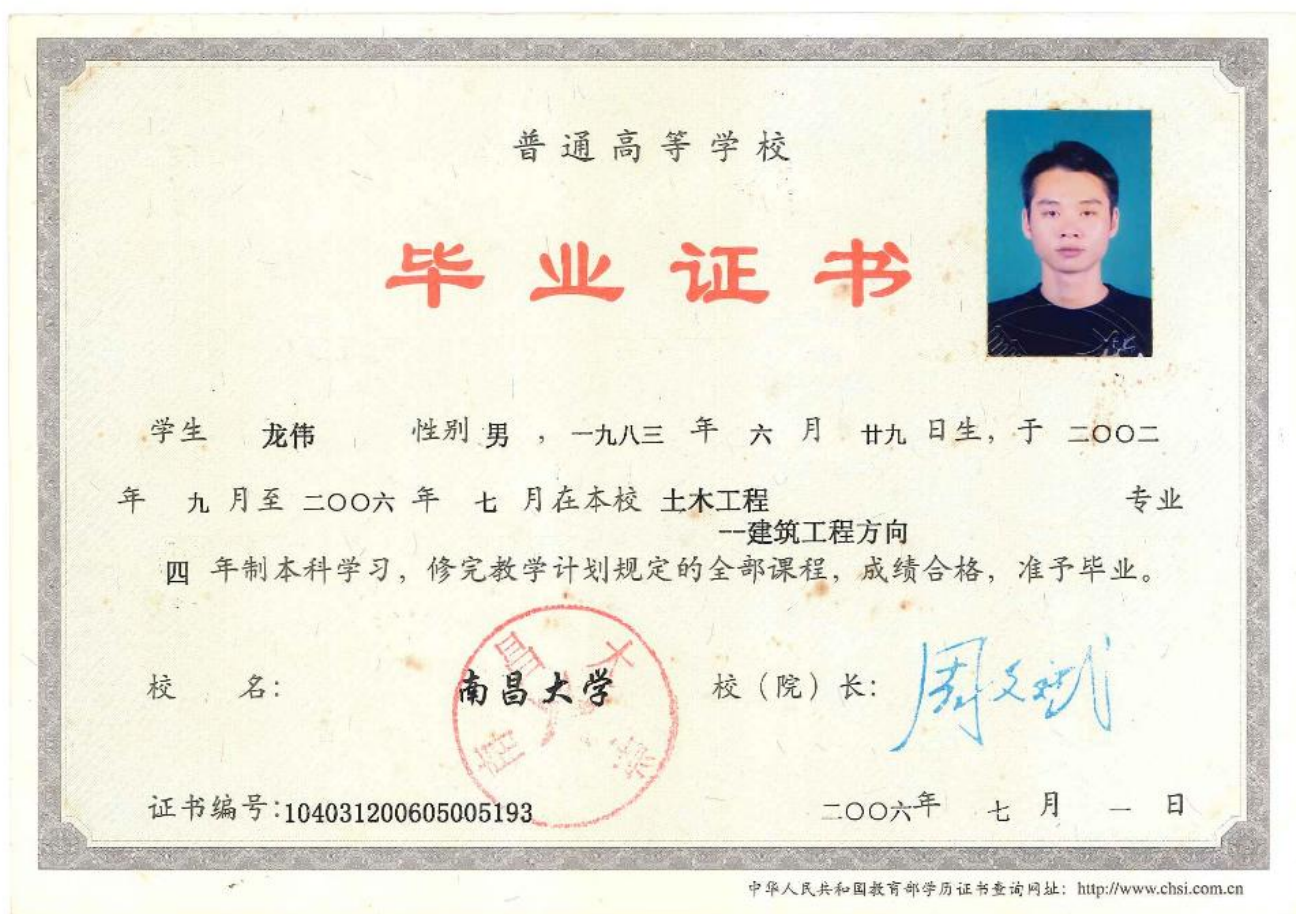 普通高等学校
毕业证书
学生 龙伟 性别 男 , 一九八三 年 六 月 廿九 日生, 于 二〇〇二
年 九 月至 二〇〇六 年 七 月在本校 土木工程 专业
--建筑工程方向
四 年制本科学习, 修完教学计划规定的全部课程, 成绩合格, 准予毕业。
校 名: 南昌大学 校（院）长: 周文斌
南昌大学
证书编号:104031200605005193 二〇〇六年 七 月 一 日
中华人民共和国教育部学历证书查询网址: http://www.chsi.com.cn